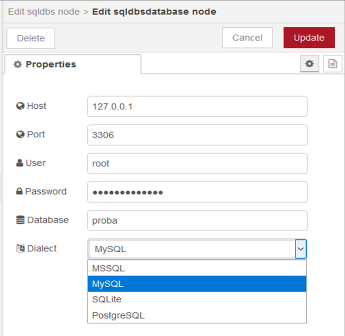 Edit sqldbs node > Edit sqldbsdatabase node
Delete Cancel Update
Properties
Host 127.0.0.1
Port 3306
User root
Password •••••••••••••
Database proba
Dialect MySQL
MSSQL
MySQL
SQLite
PostgreSQL